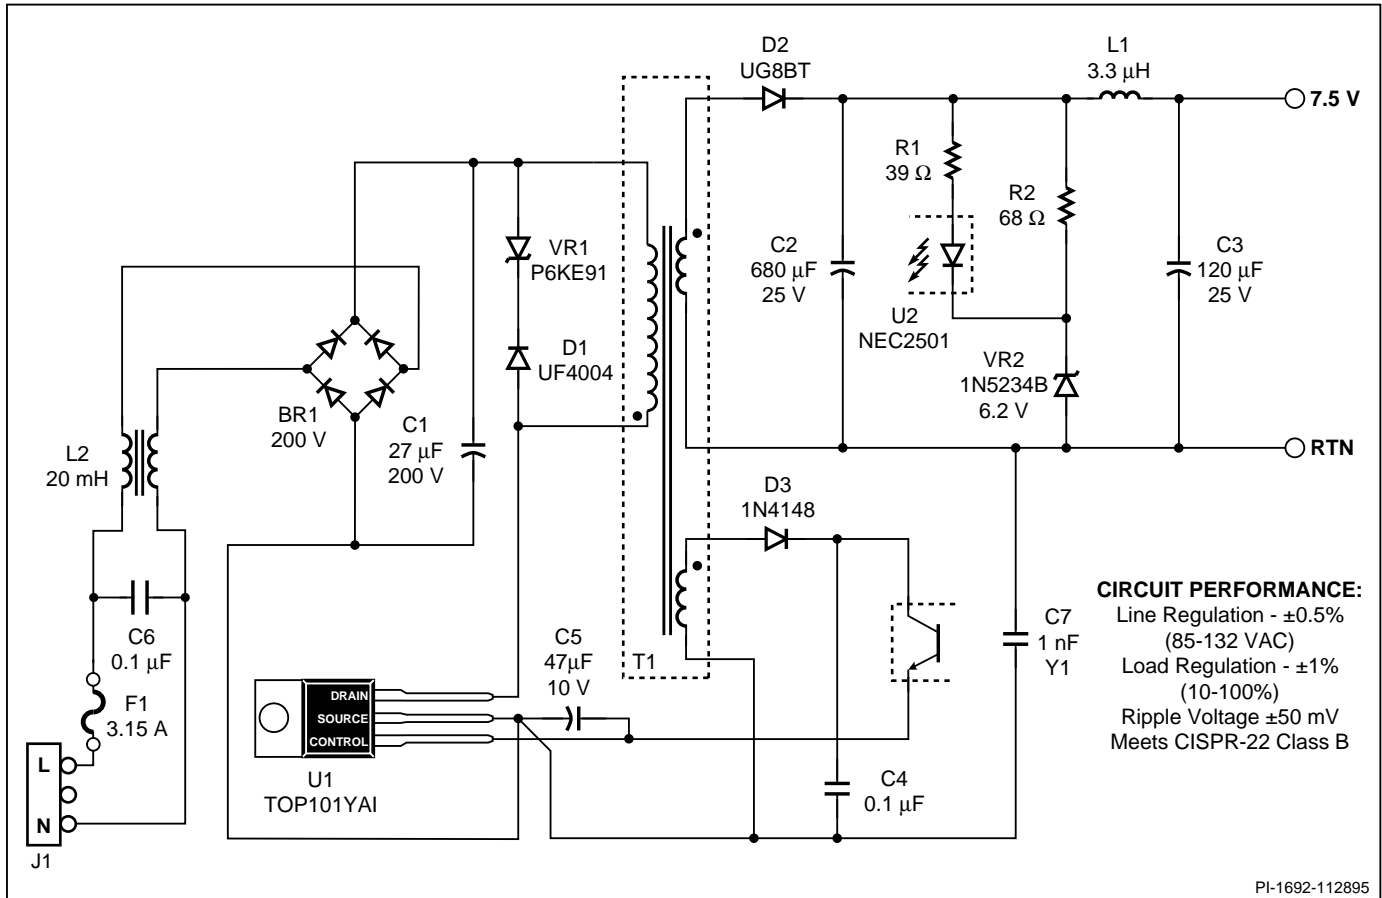 D2
UG8BT
L1
3.3 µH
7.5 V
R1
39 Ω
R2
68 Ω
VR1
P6KE91
C2
680 µF
25 V
C3
120 µF
25 V
U2
NEC2501
D1
UF4004
VR2
1N5234B
6.2 V
BR1
200 V
C1
27 µF
200 V
L2
20 mH
RTN
D3
1N4148
CIRCUIT PERFORMANCE:
Line Regulation - ±0.5%
(85-132 VAC)
Load Regulation - ±1%
(10-100%)
Ripple Voltage ±50 mV
Meets CISPR-22 Class B
C6
0.1 µF
C7
1 nF
Y1
C5
47µF
10 V
T1
F1
3.15 A
DRAIN
SOURCE
CONTROL
L
N
J1
U1
TOP101YAI
C4
0.1 µF
PI-1692-112895